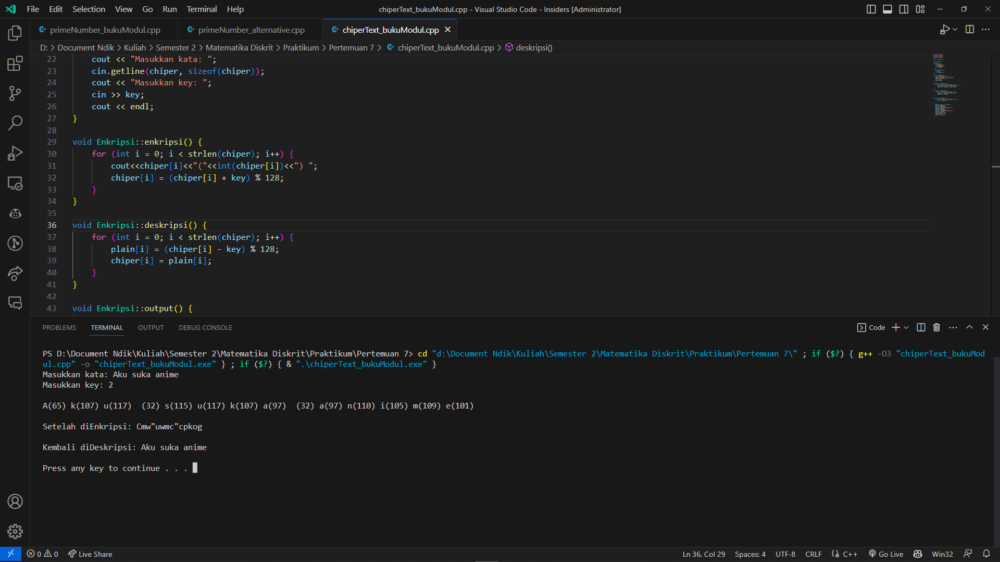 File Edit Selection View Go Run Terminal Help
chiperText_bukuModul.cpp - Visual Studio Code - Insiders [Administrator]
primeNumber_bukuModul.cpp
primeNumber_alternative.cpp
chiperText_bukuModul.cpp
D: > Document Ndik > Kuliah > Semester 2 > Matematika Diskrit > Praktikum > Pertemuan 7 > chiperText_bukuModul.cpp > deskripsi()
22 cout << "Masukkan kata: ";
23 cin.getline(chiper, sizeof(chiper));
24 cout << "Masukkan key: ";
25 cin >> key;
26 cout << endl;
27 }
28
29 void Enkripsi::enkripsi() {
30 for (int i = 0; i < strlen(chiper); i++) {
31 cout<<chiper[i]<<"("<<int(chiper[i])<<") ";
32 chiper[i] = (chiper[i] + key) % 128;
33 }
34 }
35
36 void Enkripsi::deskripsi() {
37 for (int i = 0; i < strlen(chiper); i++) {
38 plain[i] = (chiper[i] - key) % 128;
39 chiper[i] = plain[i];
40 }
41 }
42
43 void Enkripsi::output() {
PROBLEMS TERMINAL OUTPUT DEBUG CONSOLE
Code
PS D:\Document Ndik\Kuliah\Semester 2\Matematika Diskrit\Praktikum\Pertemuan 7> cd "d:\Document Ndik\Kuliah\Semester 2\Matematika Diskrit\Praktikum\Pertemuan 7\" ; if ($?) { g++ -O3 "chiperText_bukuMod
ul.cpp" -o "chiperText_bukuModul.exe" } ; if ($?) { & ".\chiperText_bukuModul.exe" }
Masukkan kata: Aku suka anime
Masukkan key: 2
A(65) k(107) u(117)  (32) s(115) u(117) k(107) a(97)  (32) a(97) n(110) i(105) m(109) e(101)
Setelah diEnkripsi: Cmw"uwmc"cpkog
Kembali diDeskripsi: Aku suka anime
Press any key to continue . . .
0 0 Live Share
Ln 36, Col 29 Spaces: 4 UTF-8 CRLF {} C++ Go Live Win32